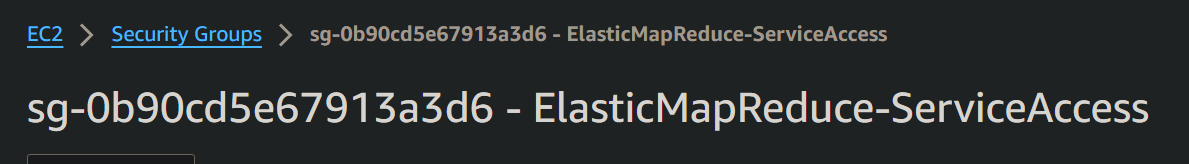 EC2 > Security Groups > sg-0b90cd5e67913a3d6 - ElasticMapReduce-ServiceAccess
sg-0b90cd5e67913a3d6 - ElasticMapReduce-ServiceAccess